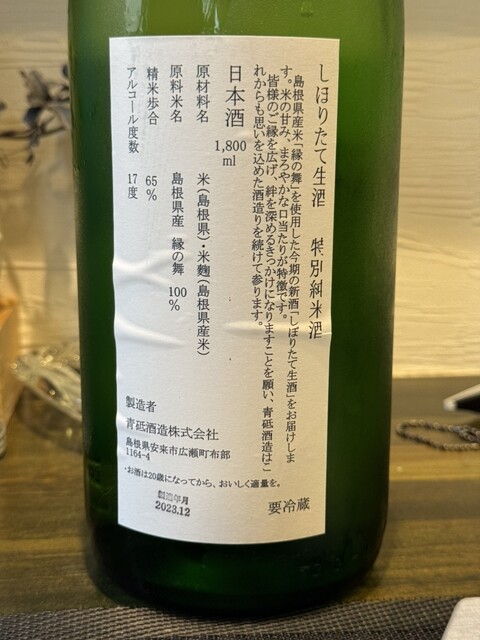 しぼりたて生酒　特別純米酒
島根県産米「縁の舞」を使用した今期の新酒「しぼりたて生酒」をお届けしま
す。米の甘み、まろやかな口当たりが特徴です。
皆様のご縁を広げ、絆を深めるきっかけになりますことを願い、青砥酒造はこ
れからも思いを込めた酒造りを続けて参ります。
日本酒　1,800ml
原材料名　米(島根県)・米麹(島根県産米)
原料米名　島根県産　縁の舞　100%
精米歩合　65%
アルコール度数　17度
製造者
青砥酒造株式会社
島根県安来市広瀬町布部
1164-4
・お酒は20歳になってから、おいしく適量を。
製造年月
2023.12
要冷蔵